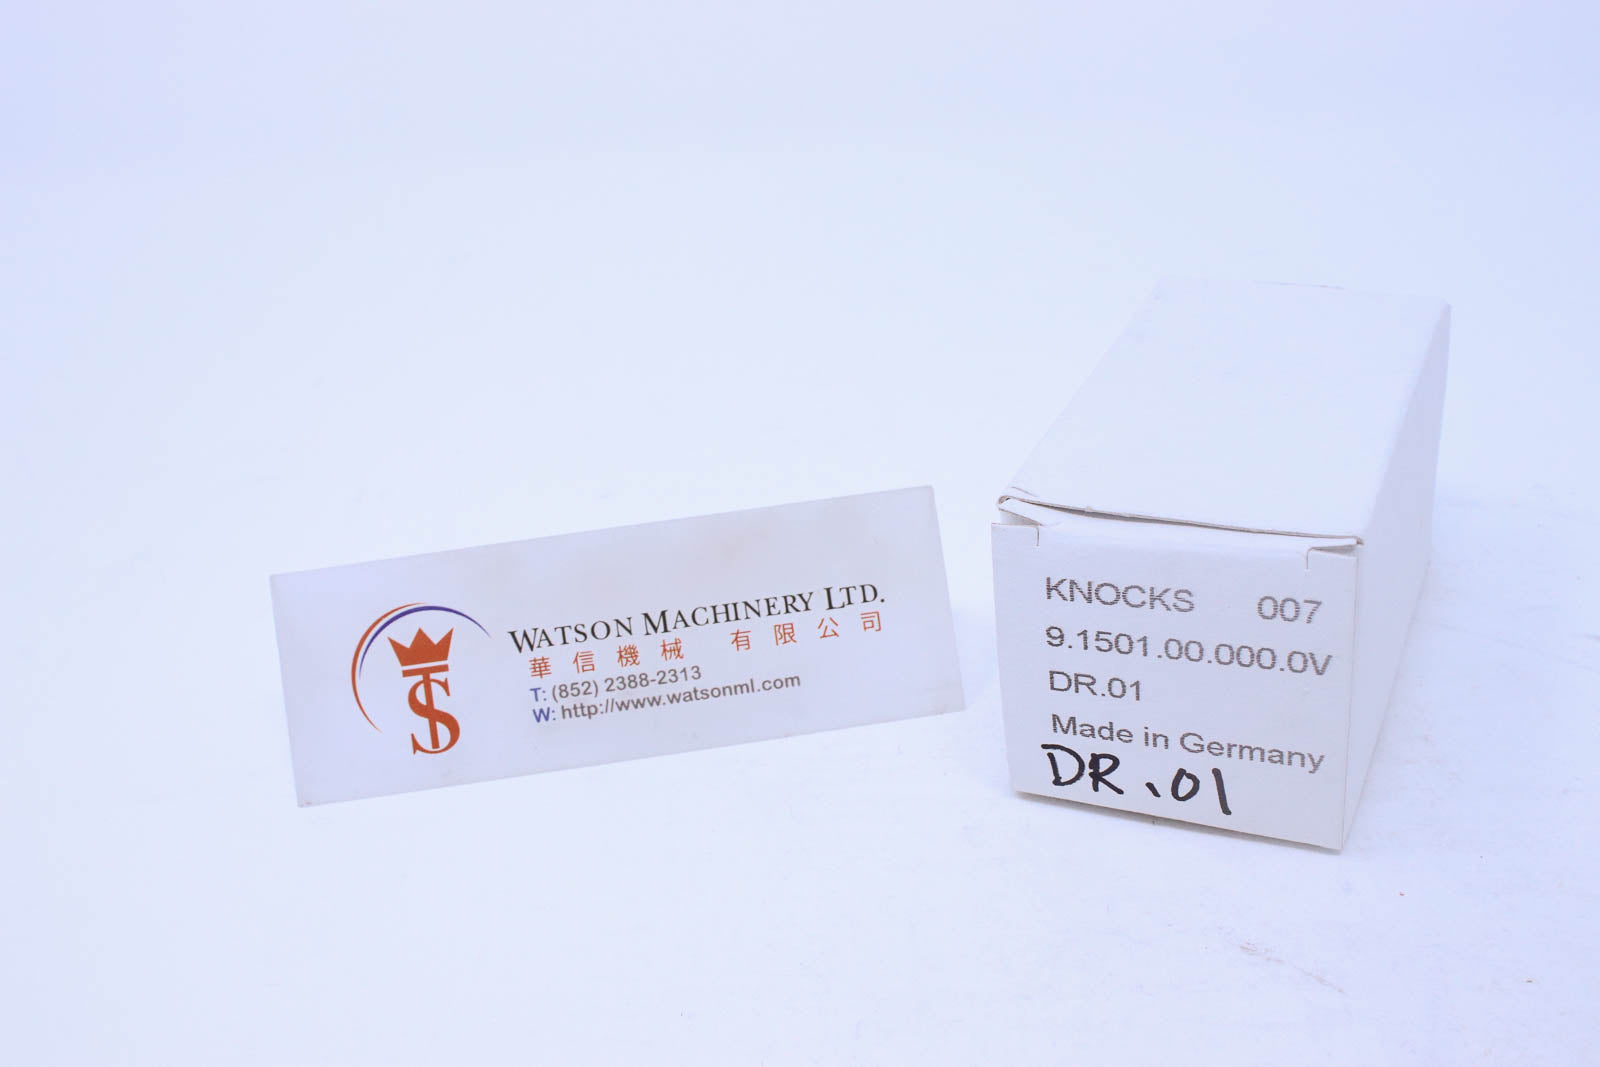 WATSON MACHINERY LTD.
華信機械 有限公司
T: (852) 2388-2313
W: http://www.watsonml.com
KNOCKS 007
9.1501.00.000.0V
DR.01
Made in Germany
DR.01